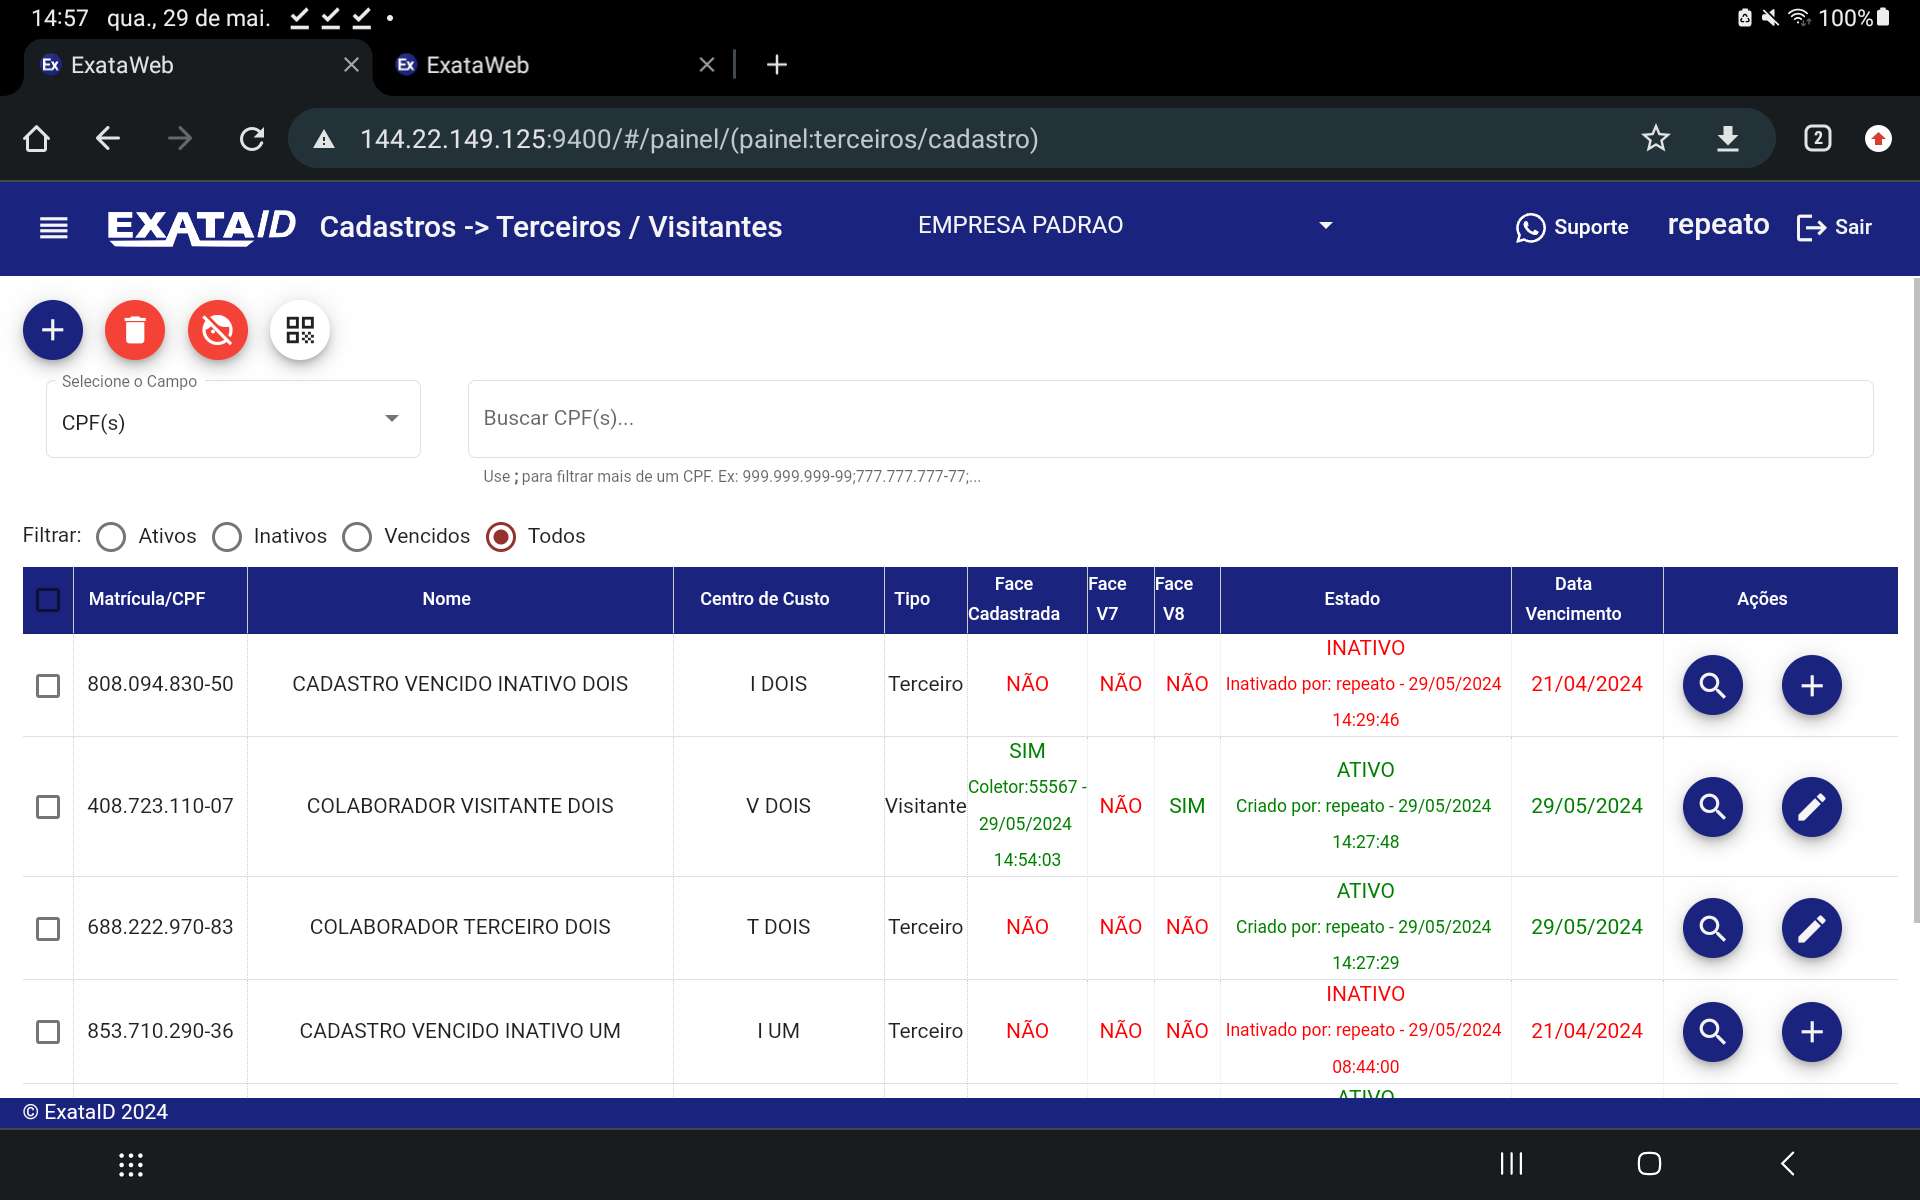 14:57 qua., 29 de mai. 100%
Ex ExataWeb Ex ExataWeb
144.22.149.125:9400/#/painel/(painel:terceiros/cadastro) 2
EXATAID Cadastros -> Terceiros / Visitantes EMPRESA PADRAO Suporte repeato Sair
Selecione o Campo
CPF(s)
Buscar CPF(s)...
Use ; para filtrar mais de um CPF. Ex: 999.999.999-99;777.777.777-77;...
Filtrar: Ativos Inativos Vencidos Todos
Matrícula/CPF Nome Centro de Custo Tipo Face Cadastrada Face V7 Face V8 Estado Data Vencimento Ações
808.094.830-50 CADASTRO VENCIDO INATIVO DOIS I DOIS Terceiro NÃO NÃO NÃO INATIVO
Inativado por: repeato - 29/05/2024
14:29:46
21/04/2024
408.723.110-07 COLABORADOR VISITANTE DOIS V DOIS Visitante SIM
Coletor:55567 -
29/05/2024
14:54:03
NÃO SIM ATIVO
Criado por: repeato - 29/05/2024
14:27:48
29/05/2024
688.222.970-83 COLABORADOR TERCEIRO DOIS T DOIS Terceiro NÃO NÃO NÃO ATIVO
Criado por: repeato - 29/05/2024
14:27:29
29/05/2024
853.710.290-36 CADASTRO VENCIDO INATIVO UM I UM Terceiro NÃO NÃO NÃO INATIVO
Inativado por: repeato - 29/05/2024
08:44:00
21/04/2024
ATIVO
© ExataID 2024